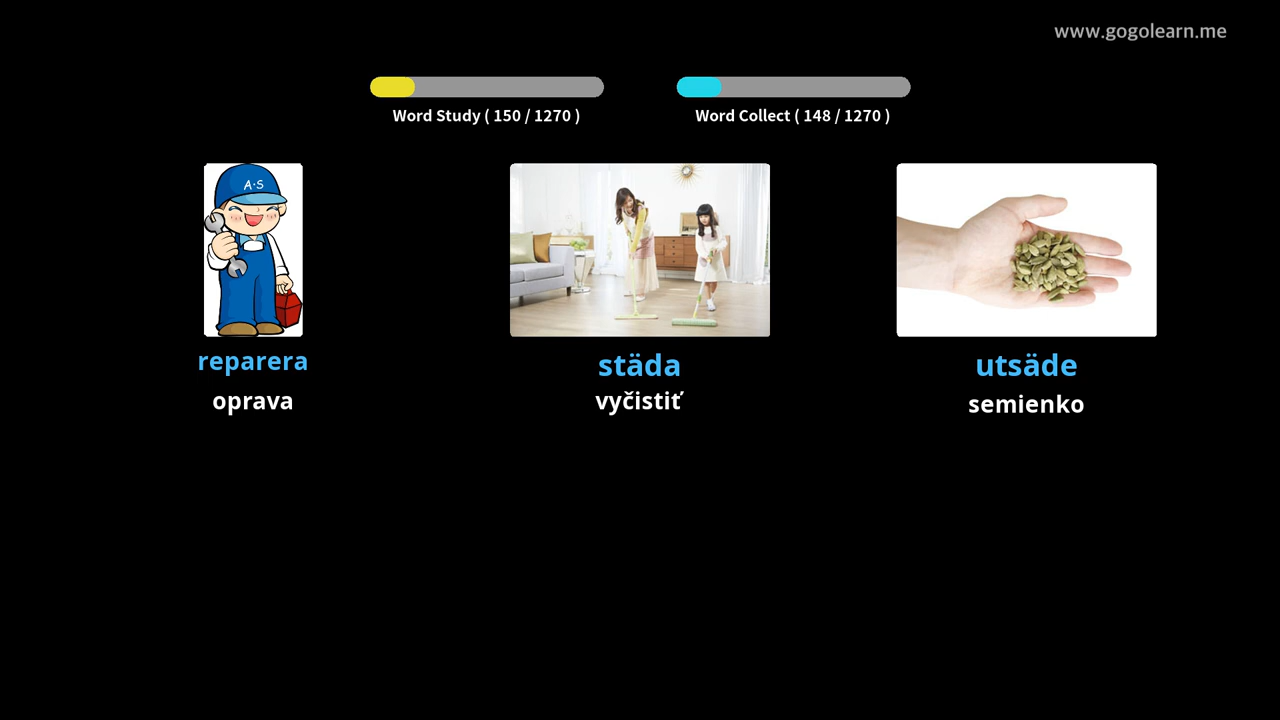 www.gogolearn.me
Word Study ( 150 / 1270 )
Word Collect ( 148 / 1270 )
A·S
reparera
oprava
städa
vyčistiť
utsäde
semienko